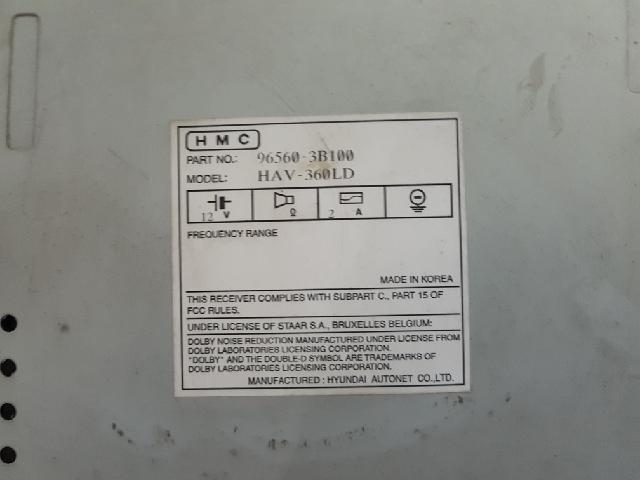 HMC
PART NO.: 96560-3B100
MODEL: HAV-360LD
12 V Ω 2 A
FREQUENCY RANGE
MADE IN KOREA
THIS RECEIVER COMPLIES WITH SUBPART C., PART 15 OF
FCC RULES.
UNDER LICENSE OF STAAR S.A., BRUXELLES BELGIUM:
DOLBY NOISE REDUCTION MANUFACTURED UNDER LICENSE FROM
DOLBY LABORATORIES LICENSING CORPORATION.
"DOLBY" AND THE DOUBLE-D SYMBOL ARE TRADEMARKS OF
DOLBY LABORATORIES LICENSING CORPORATION.
MANUFACTURED : HYUNDAI AUTONET CO.,LTD.